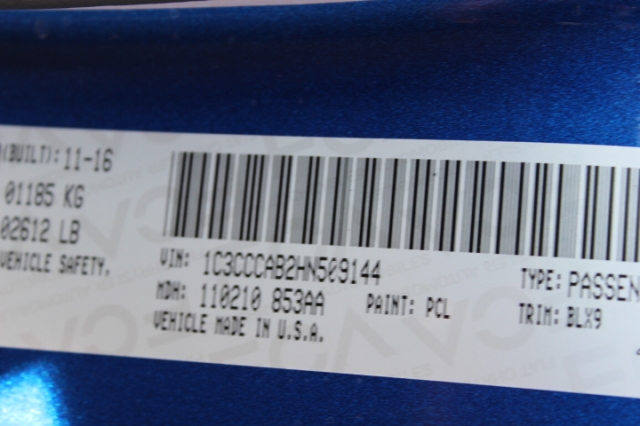 (BUILT): 11-16
01185 KG
02612 LB
VEHICLE SAFETY.
VIN: 1C3CCCAB2HN509144
TYPE: PASSEN
MDH: 110210 853AA
PAINT: PCL
TRIM: BLX9
VEHICLE MADE IN U.S.A.